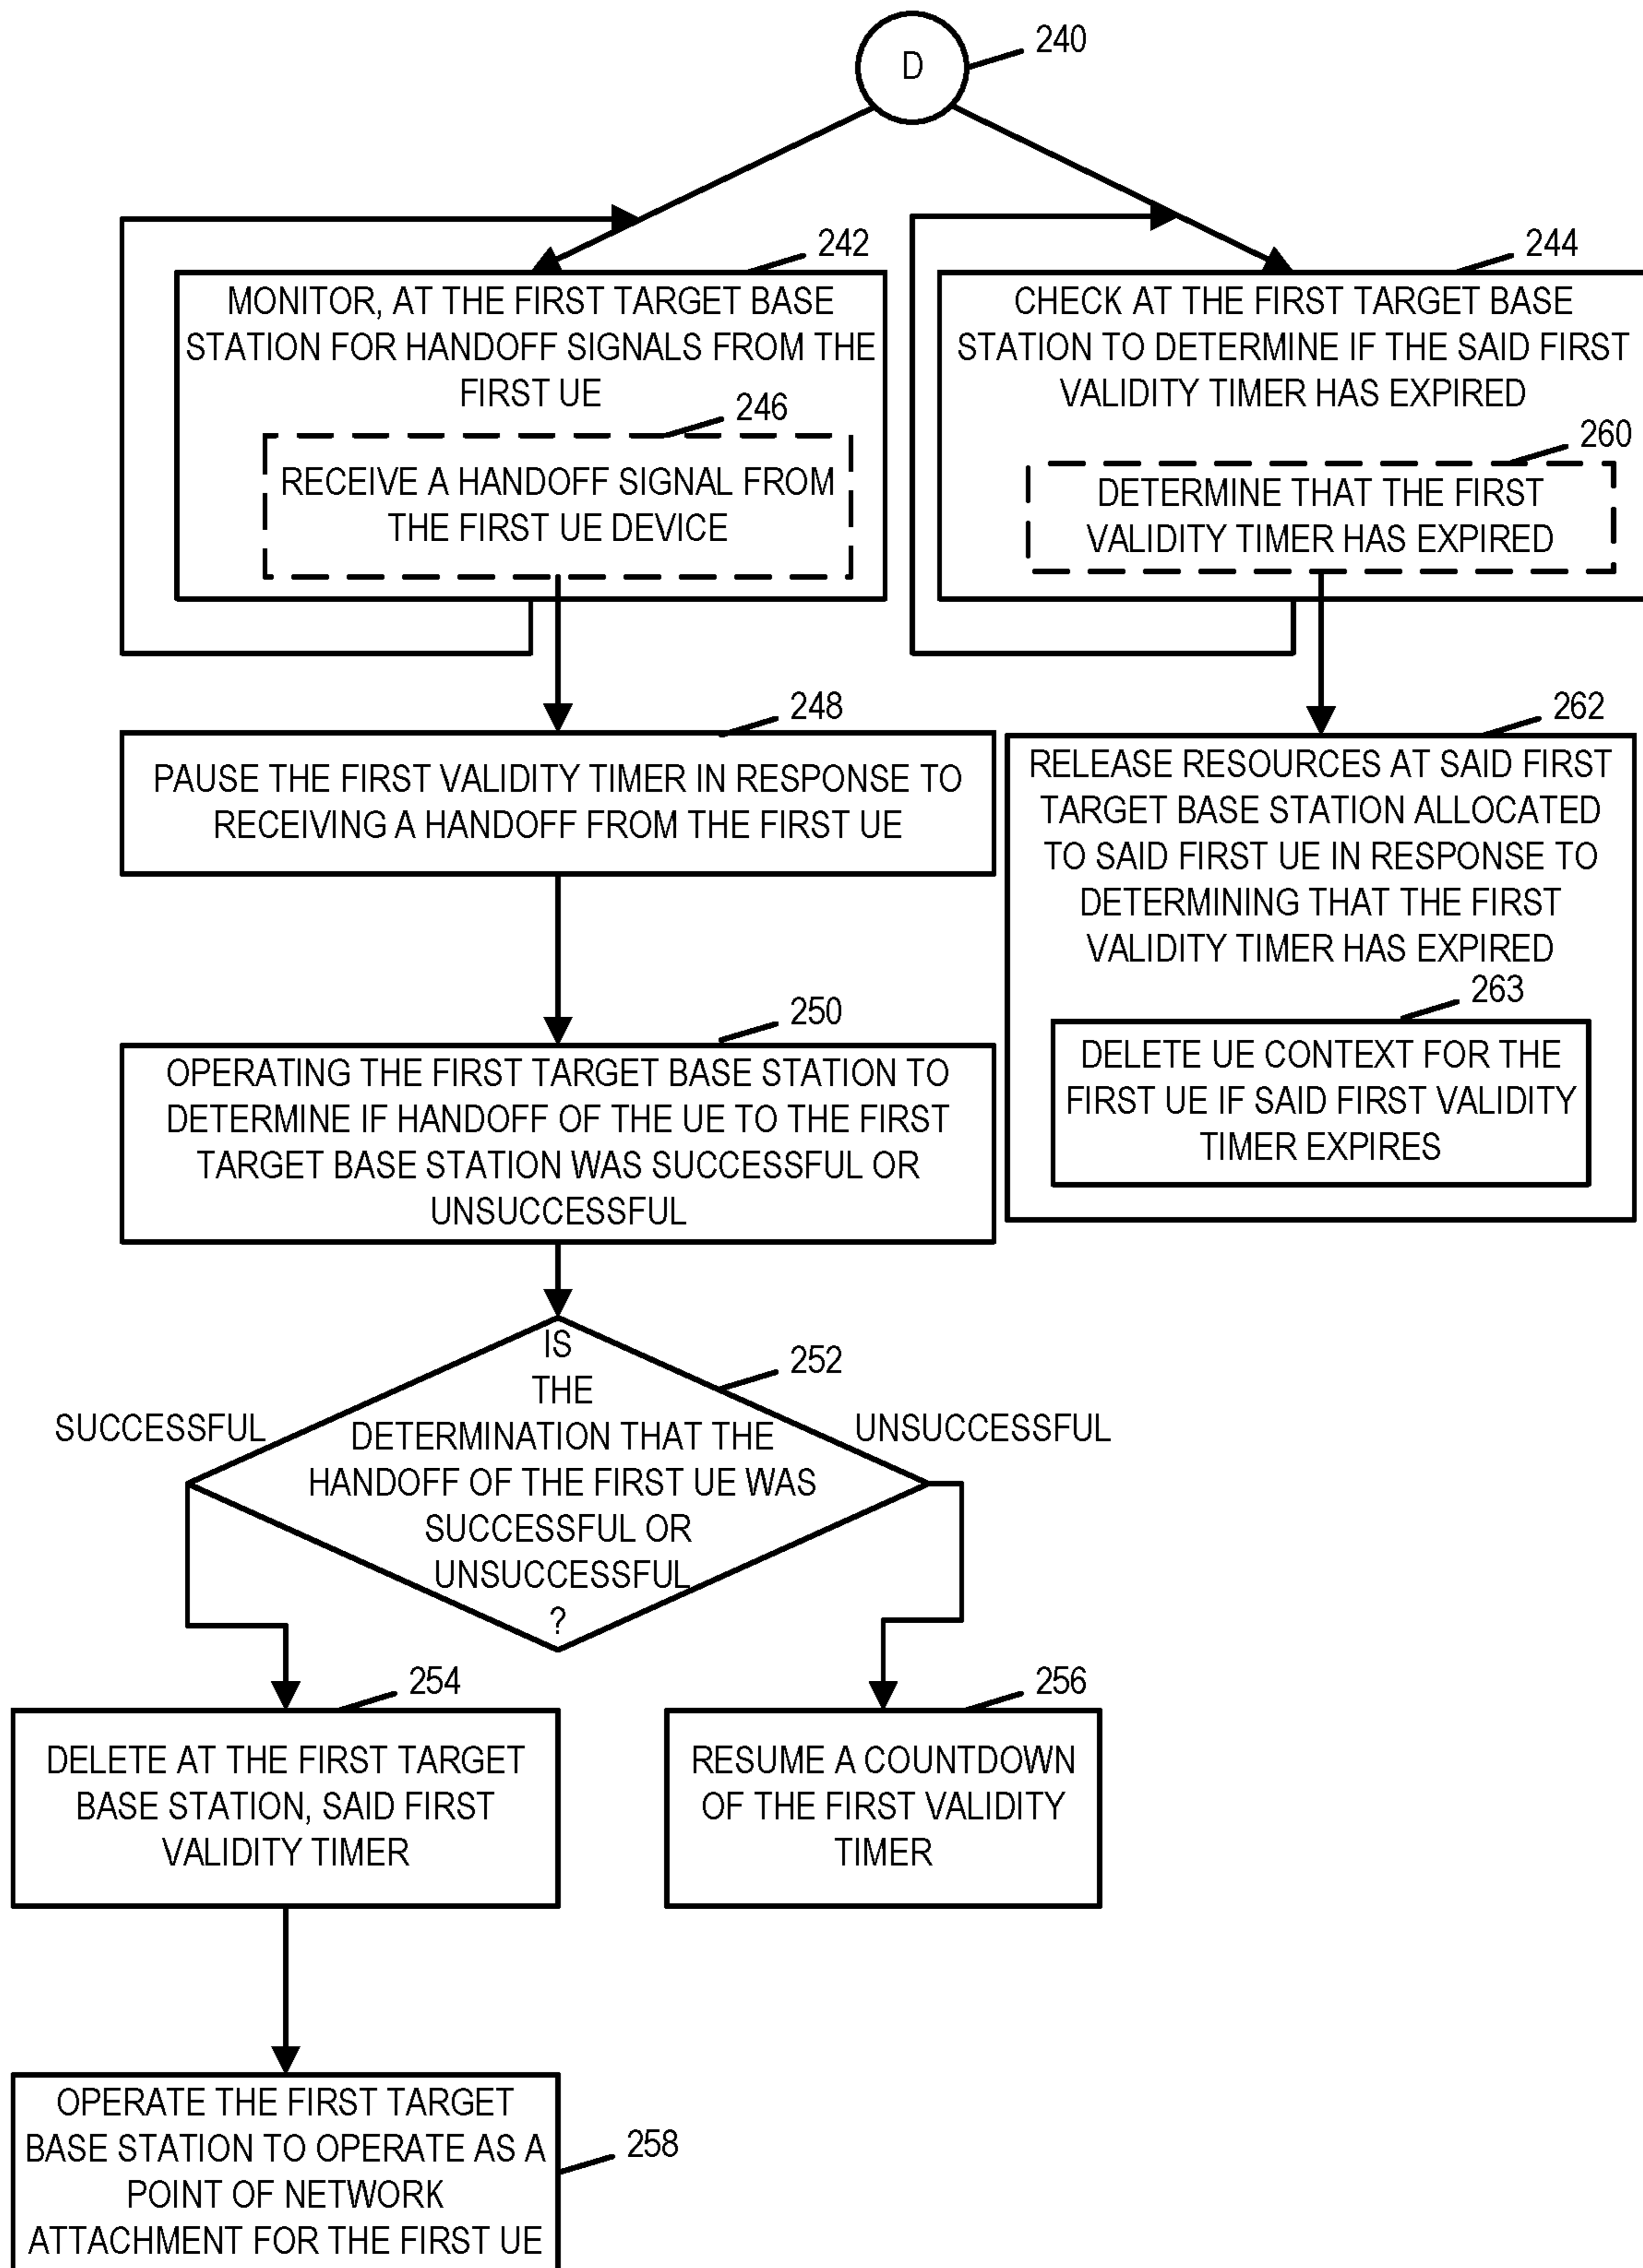 D
240
242
MONITOR, AT THE FIRST TARGET BASE
STATION FOR HANDOFF SIGNALS FROM THE
FIRST UE
246
RECEIVE A HANDOFF SIGNAL FROM
THE FIRST UE DEVICE
244
CHECK AT THE FIRST TARGET BASE
STATION TO DETERMINE IF THE SAID FIRST
VALIDITY TIMER HAS EXPIRED
260
DETERMINE THAT THE FIRST
VALIDITY TIMER HAS EXPIRED
248
PAUSE THE FIRST VALIDITY TIMER IN RESPONSE TO
RECEIVING A HANDOFF FROM THE FIRST UE
262
RELEASE RESOURCES AT SAID FIRST
TARGET BASE STATION ALLOCATED
TO SAID FIRST UE IN RESPONSE TO
DETERMINING THAT THE FIRST
VALIDITY TIMER HAS EXPIRED
263
DELETE UE CONTEXT FOR THE
FIRST UE IF SAID FIRST VALIDITY
TIMER EXPIRES
250
OPERATING THE FIRST TARGET BASE STATION TO
DETERMINE IF HANDOFF OF THE UE TO THE FIRST
TARGET BASE STATION WAS SUCCESSFUL OR
UNSUCCESSFUL
252
IS
THE
DETERMINATION THAT THE
HANDOFF OF THE FIRST UE WAS
SUCCESSFUL OR
UNSUCCESSFUL
?
SUCCESSFUL
UNSUCCESSFUL
254
DELETE AT THE FIRST TARGET
BASE STATION, SAID FIRST
VALIDITY TIMER
256
RESUME A COUNTDOWN
OF THE FIRST VALIDITY
TIMER
258
OPERATE THE FIRST TARGET
BASE STATION TO OPERATE AS A
POINT OF NETWORK
ATTACHMENT FOR THE FIRST UE